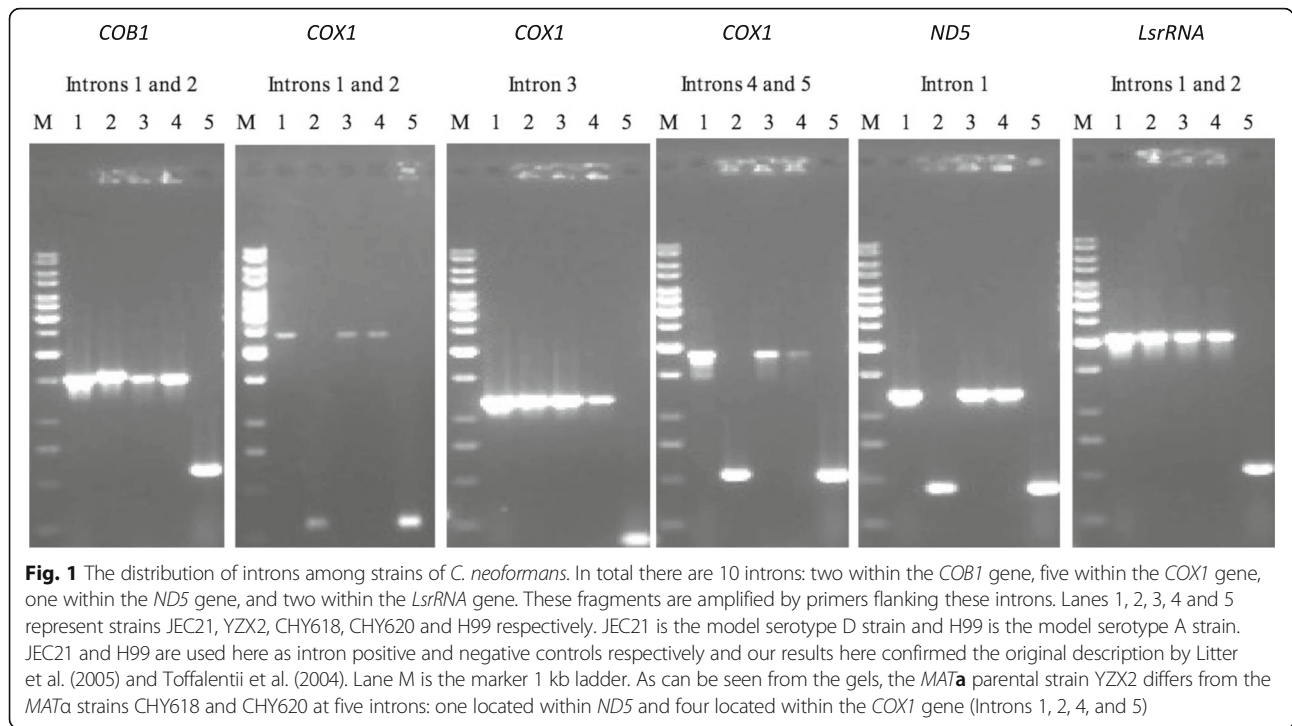 COB1 COX1 COX1 COX1 ND5 LsrRNA
Introns 1 and 2 Introns 1 and 2 Intron 3 Introns 4 and 5 Intron 1 Introns 1 and 2
M 1 2 3 4 5 M 1 2 3 4 5 M 1 2 3 4 5 M 1 2 3 4 5 M 1 2 3 4 5 M 1 2 3 4 5
Fig. 1 The distribution of introns among strains of C. neoformans. In total there are 10 introns: two within the COB1 gene, five within the COX1 gene,
one within the ND5 gene, and two within the LsrRNA gene. These fragments are amplified by primers flanking these introns. Lanes 1, 2, 3, 4 and 5
represent strains JEC21, YZX2, CHY618, CHY620 and H99 respectively. JEC21 is the model serotype D strain and H99 is the model serotype A strain.
JEC21 and H99 are used here as intron positive and negative controls respectively and our results here confirmed the original description by Litter
et al. (2005) and Toffalentii et al. (2004). Lane M is the marker 1 kb ladder. As can be seen from the gels, the MATa parental strain YZX2 differs from the
MATα strains CHY618 and CHY620 at five introns: one located within ND5 and four located within the COX1 gene (Introns 1, 2, 4, and 5)